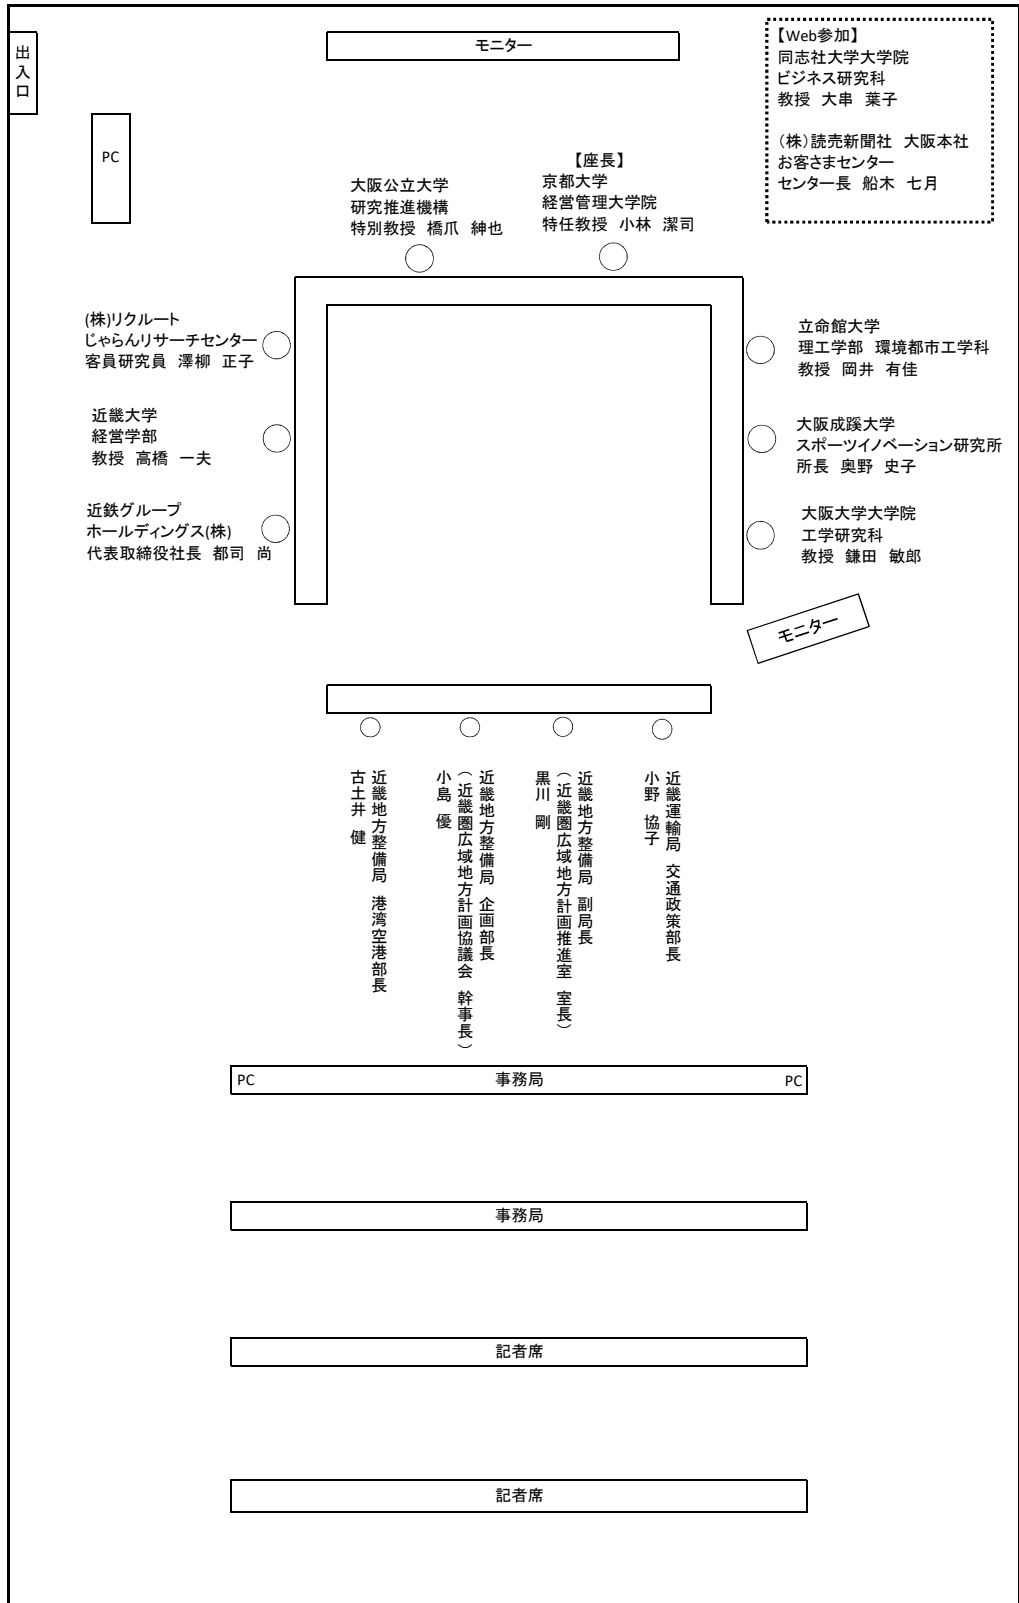 出入口
モニター
【Web参加】
同志社大学大学院
ビジネス研究科
教授 大串 葉子
(株)読売新聞社 大阪本社
お客さまセンター
センター長 船木 七月
PC
大阪公立大学
研究推進機構
特別教授 橋爪 紳也
【座長】
京都大学
経営管理大学院
特任教授 小林 潔司
(株)リクルート
じゃらんリサーチセンター
客員研究員 澤柳 正子
近畿大学
経営学部
教授 高橋 一夫
近鉄グループ
ホールディングス(株)
代表取締役社長 都司 尚
立命館大学
理工学部 環境都市工学科
教授 岡井 有佳
大阪成蹊大学
スポーツイノベーション研究所
所長 奥野 史子
大阪大学大学院
工学研究科
教授 鎌田 敏郎
モニター
近畿運輸局 交通政策部長
小野 協子
近畿地方整備局 副局長
(近畿圏広域地方計画推進室 室長)
黒川 剛
近畿地方整備局 企画部長
(近畿圏広域地方計画協議会 幹事長)
小島 優
近畿地方整備局 港湾空港部長
古土井 健
PC 事務局 PC
事務局
記者席
記者席